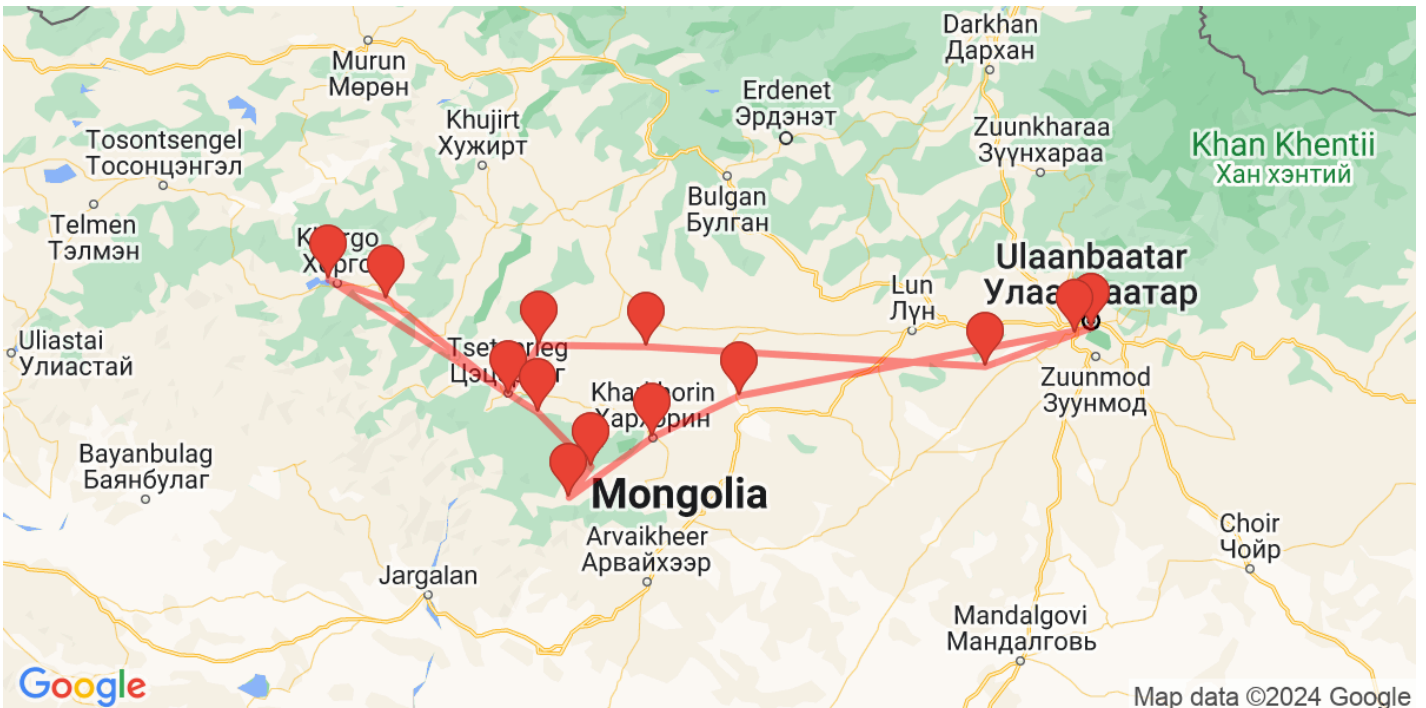 Darkhan
Дархан
Murun
Мөрөн
Erdenet
Эрдэнэт
Khujirt
Хужирт
Zuunkharaa
Зүүнхараа
Khan Khentii
Хан хэнтий
Tosontsengel
Тосонцэнгэл
Bulgan
Булган
Telmen
Тэлмэн
Ulaanbaatar
Lun
Лүн
Uliastai
Улиастай
Zuunmod
Зуунмод
Bayanbulag
Баянбулаг
Mongolia
Choir
Чойр
Arvaikheer
Арвайхээр
Jargalan
Mandalgovi
Мандалговь
Google
Map data ©2024 Google